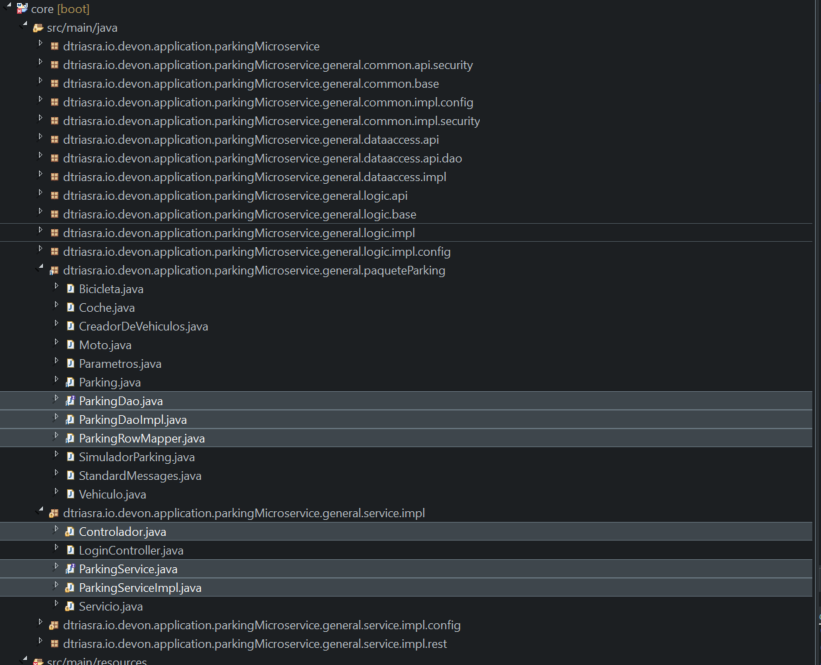 core [boot]
src/main/java
dtriasra.io.devon.application.parkingMicroservice
dtriasra.io.devon.application.parkingMicroservice.general.common.api.security
dtriasra.io.devon.application.parkingMicroservice.general.common.base
dtriasra.io.devon.application.parkingMicroservice.general.common.impl.config
dtriasra.io.devon.application.parkingMicroservice.general.common.impl.security
dtriasra.io.devon.application.parkingMicroservice.general.dataaccess.api
dtriasra.io.devon.application.parkingMicroservice.general.dataaccess.api.dao
dtriasra.io.devon.application.parkingMicroservice.general.dataaccess.impl
dtriasra.io.devon.application.parkingMicroservice.general.logic.api
dtriasra.io.devon.application.parkingMicroservice.general.logic.base
dtriasra.io.devon.application.parkingMicroservice.general.logic.impl
dtriasra.io.devon.application.parkingMicroservice.general.logic.impl.config
dtriasra.io.devon.application.parkingMicroservice.general.paqueteParking
Bicicleta.java
Coche.java
CreadorDeVehiculos.java
Moto.java
Parametros.java
Parking.java
ParkingDao.java
ParkingDaoImpl.java
ParkingRowMapper.java
SimuladorParking.java
StandardMessages.java
Vehiculo.java
dtriasra.io.devon.application.parkingMicroservice.general.service.impl
Controlador.java
LoginController.java
ParkingService.java
ParkingServiceImpl.java
Servicio.java
dtriasra.io.devon.application.parkingMicroservice.general.service.impl.config
dtriasra.io.devon.application.parkingMicroservice.general.service.impl.rest
src/main/resources